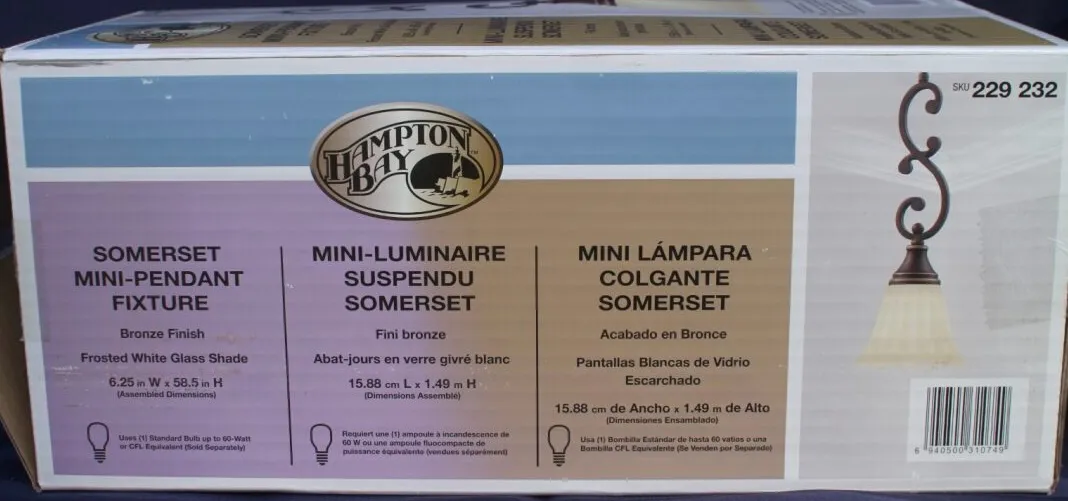 HAMPTON
BAY
SKU 229 232
SOMERSET
MINI-PENDANT
FIXTURE
Bronze Finish
Frosted White Glass Shade
6.25 in W x 58.5 in H
(Assembled Dimensions)
Uses (1) Standard Bulb up to 60-Watt
or CFL Equivalent (Sold Separately)
MINI-LUMINAIRE
SUSPENDU
SOMERSET
Fini bronze
Abat-jours en verre givré blanc
15.88 cm L x 1.49 m H
(Dimensions Assemblé)
Requiert une (1) ampoule à incandescence de
60 W ou une ampoule fluocompacte de
puissance équivalente (vendues séparément)
MINI LÁMPARA
COLGANTE
SOMERSET
Acabado en Bronce
Pantallas Blancas de Vidrio
Escarchado
15.88 cm de Ancho x 1.49 m de Alto
(Dimensiones Ensamblado)
Usa (1) Bombilla Estándar de hasta 60 vatios o una
Bombilla CFL Equivalente (Se Venden por Separado)
6 940500 310749